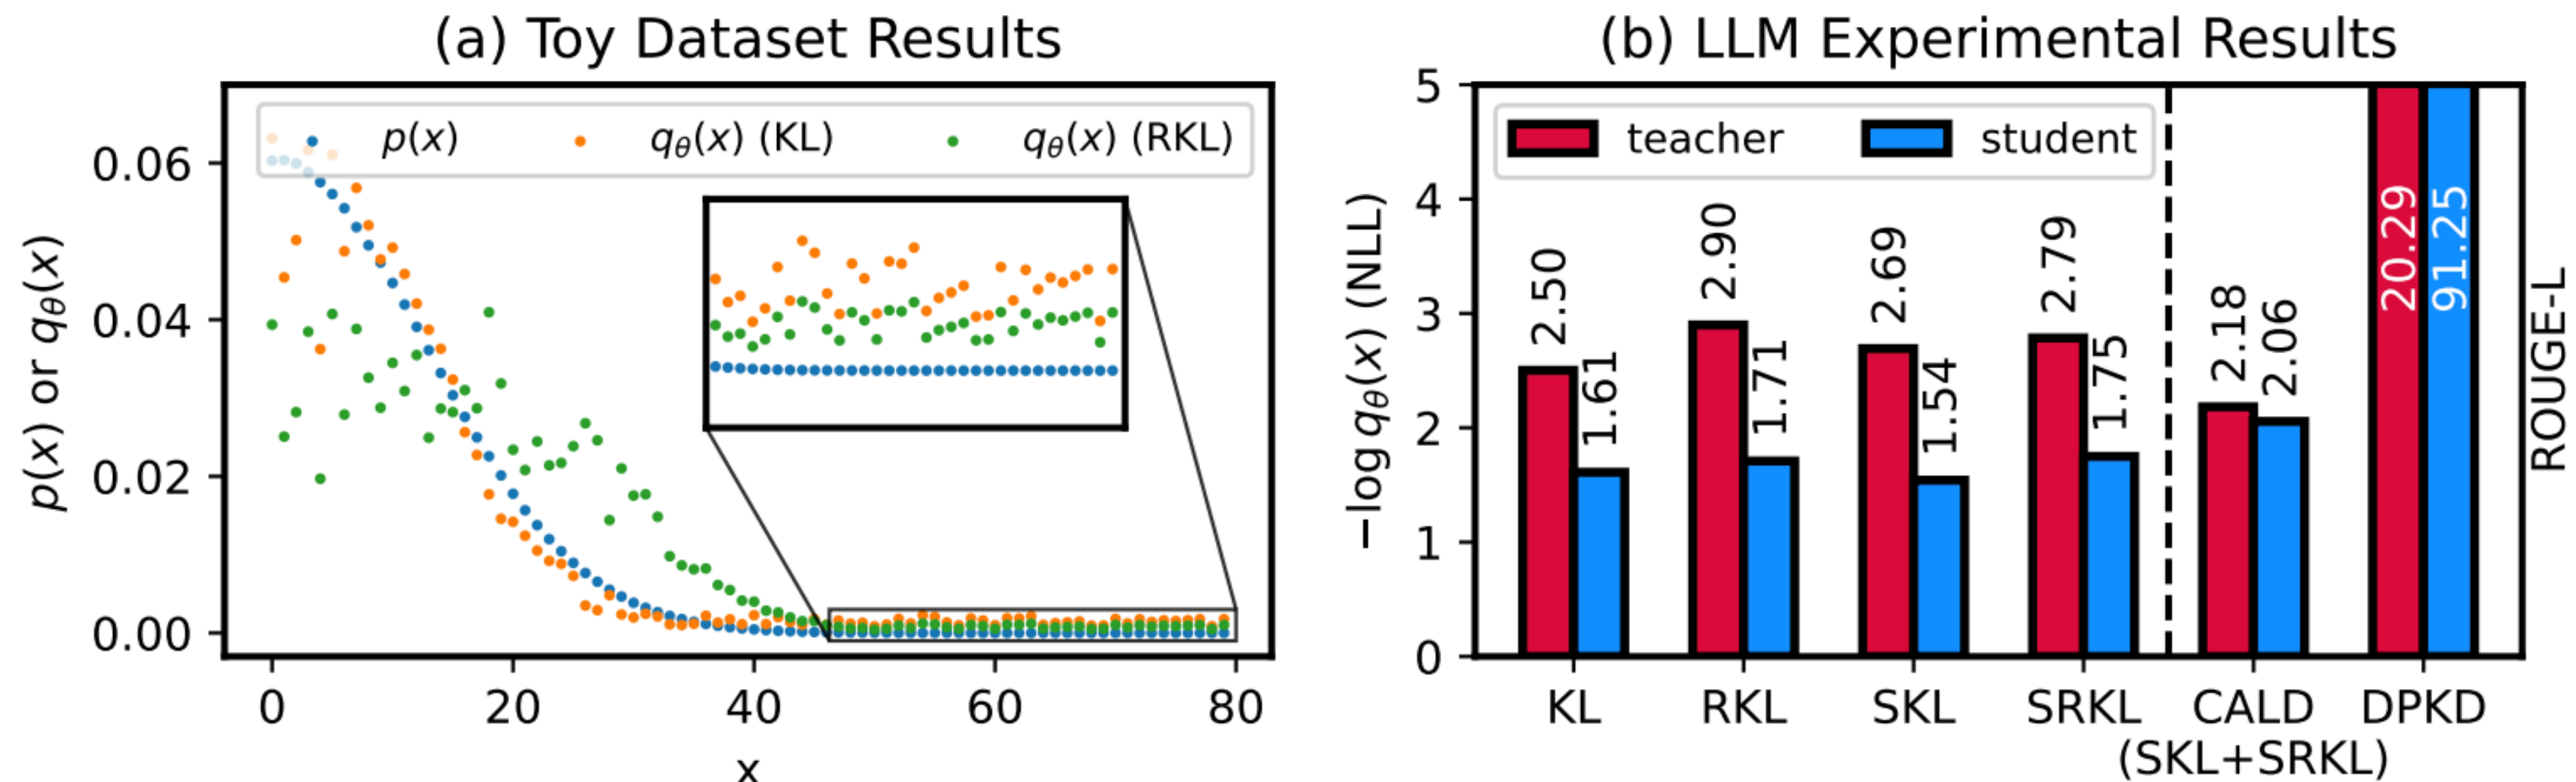 (a) Toy Dataset Results
p(x) or qθ(x)
0.06
0.04
0.02
0.00
p(x) qθ(x) (KL) qθ(x) (RKL)
0 20 40 60 80
x
(b) LLM Experimental Results
−log qθ(x) (NLL)
5
4
3
2
1
0
teacher student
2.50 1.61 2.90 1.71 2.69 1.54 2.79 1.75 2.18 2.06 20.29 91.25
KL RKL SKL SRKL CALD DPKD
(SKL+SRKL)
ROUGE-L